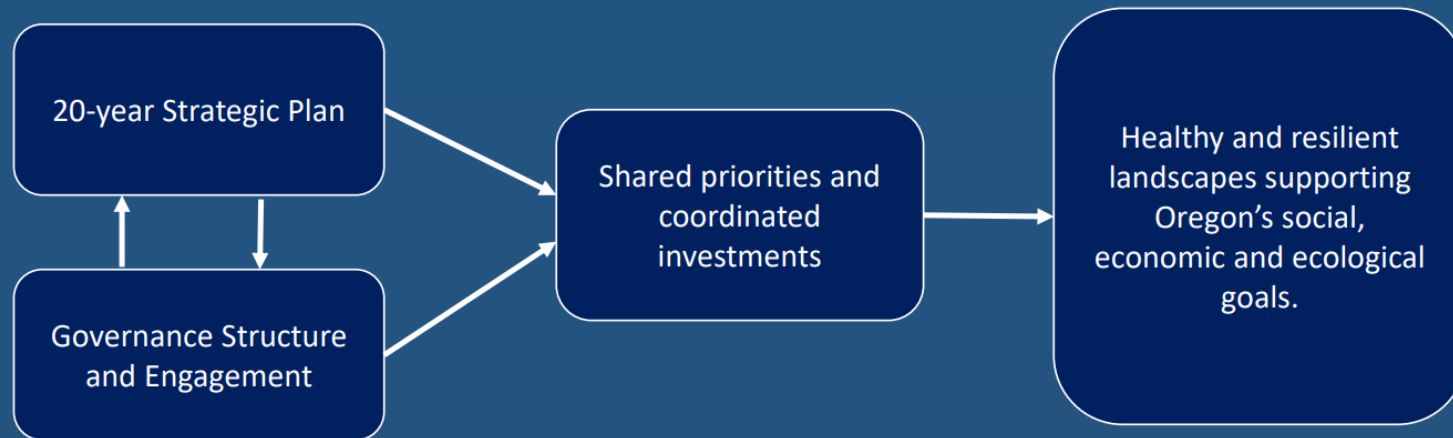 20-year Strategic Plan
Governance Structure
and Engagement
Shared priorities and
coordinated
investments
Healthy and resilient
landscapes supporting
Oregon’s social,
economic and ecological
goals.